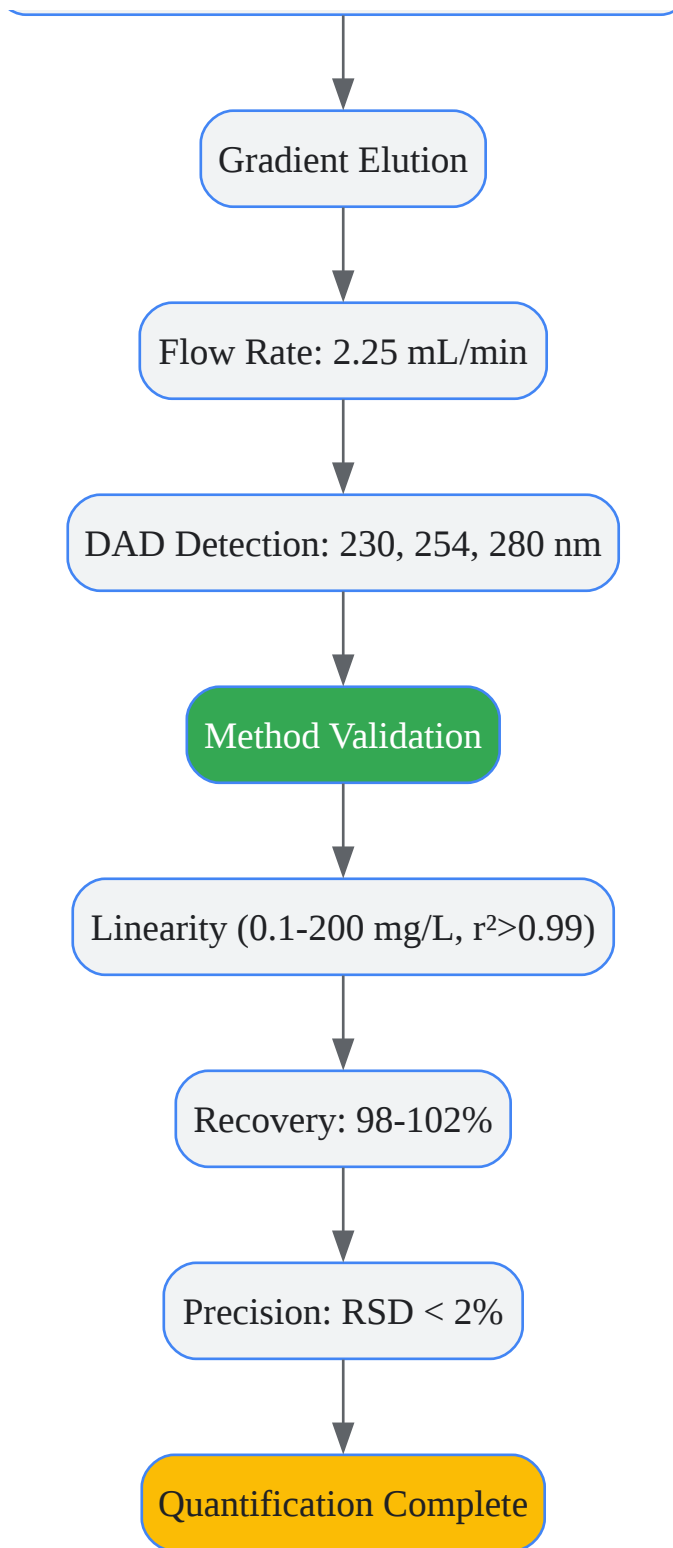 Gradient Elution
Flow Rate: 2.25 mL/min
DAD Detection: 230, 254, 280 nm
Method Validation
Linearity (0.1-200 mg/L, r²>0.99)
Recovery: 98-102%
Precision: RSD < 2%
Quantification Complete